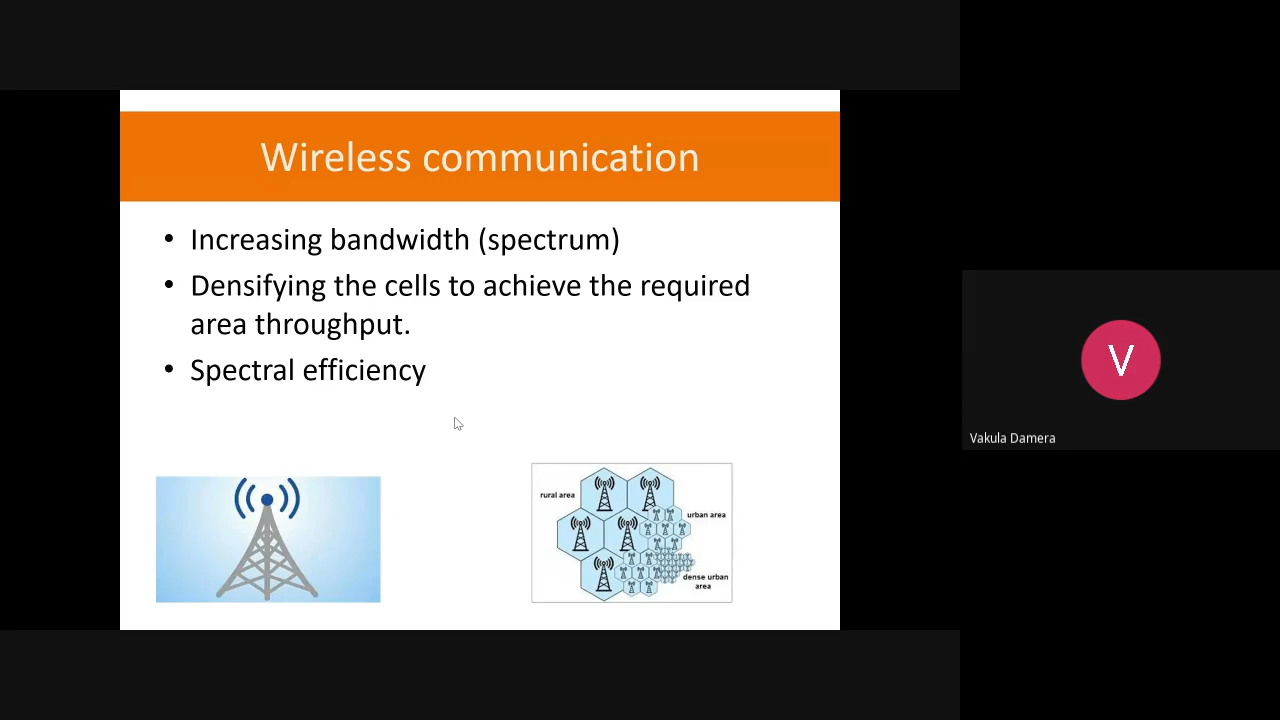 Wireless communication
• Increasing bandwidth (spectrum)
• Densifying the cells to achieve the required
area throughput.
• Spectral efficiency
rural area
urban area
dense urban
area
V
Vakula Damera